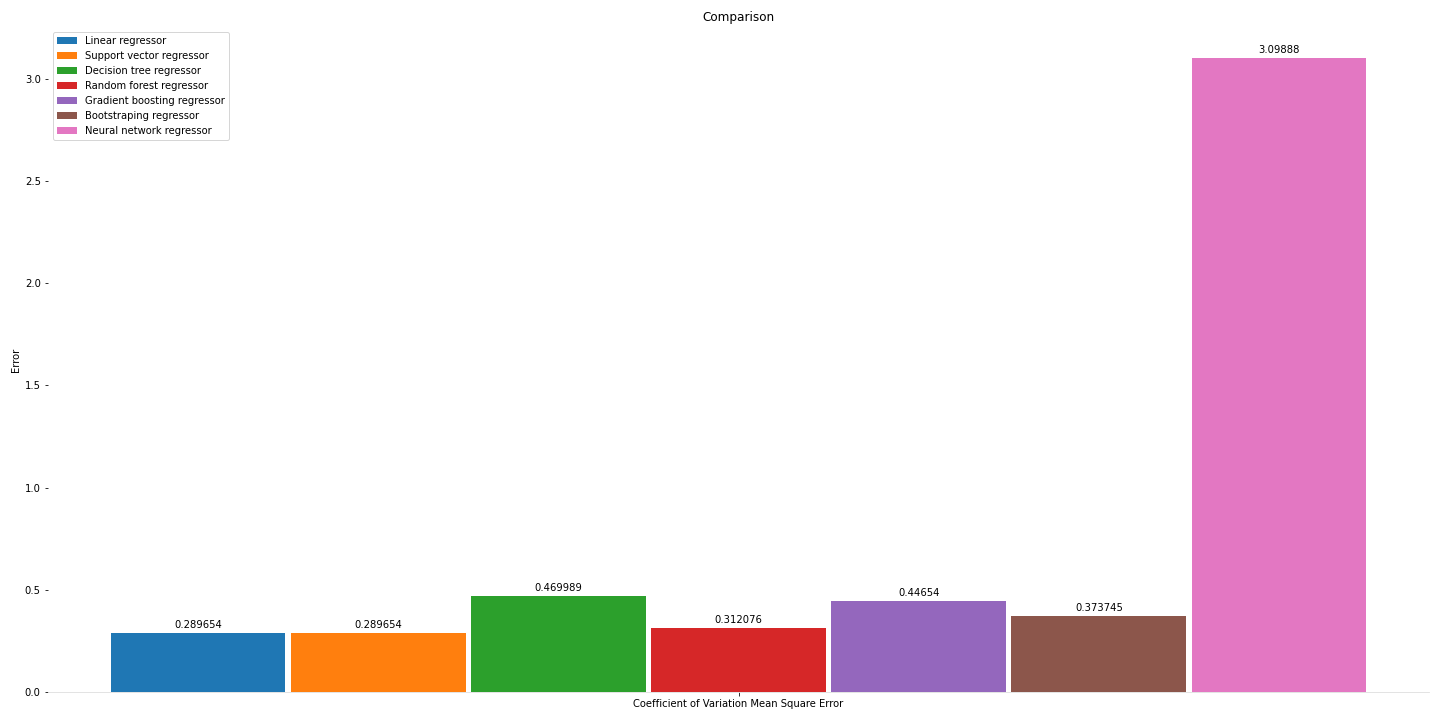 Comparison
Linear regressor
Support vector regressor
Decision tree regressor
Random forest regressor
Gradient boosting regressor
Bootstraping regressor
Neural network regressor
3.09888
3.0
2.5
2.0
1.5
1.0
0.5
0.0
Error
0.289654
0.289654
0.469989
0.312076
0.44654
0.373745
Coefficient of Variation Mean Square Error